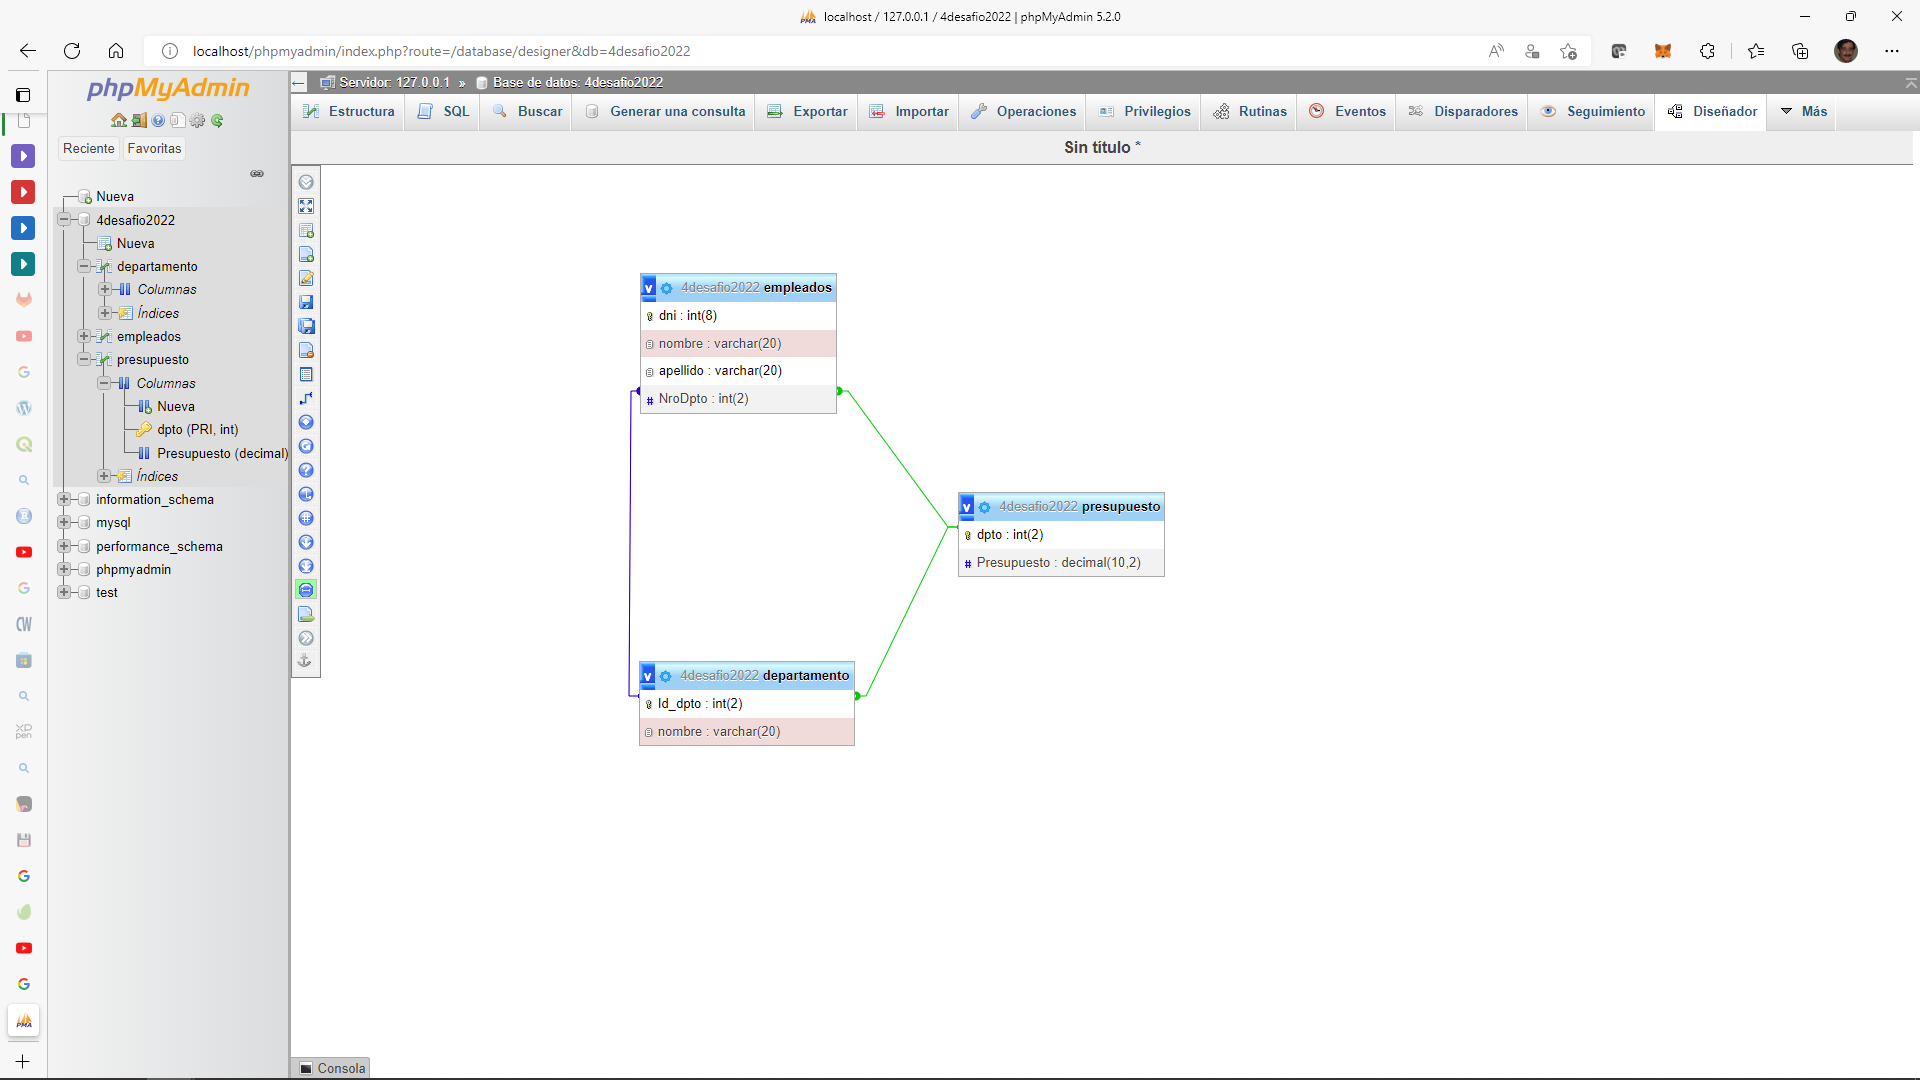 localhost / 127.0.0.1 / 4desafio2022 | phpMyAdmin 5.2.0
localhost/phpmyadmin/index.php?route=/database/designer&db=4desafio2022
phpMyAdmin
Reciente
Favoritas
Nueva
4desafio2022
Nueva
departamento
Columnas
Índices
empleados
presupuesto
Columnas
Nueva
dpto (PRI, int)
Presupuesto (decimal)
Índices
information_schema
mysql
performance_schema
phpmyadmin
test
Servidor: 127.0.0.1 » Base de datos: 4desafio2022
Estructura
SQL
Buscar
Generar una consulta
Exportar
Importar
Operaciones
Privilegios
Rutinas
Eventos
Disparadores
Seguimiento
Diseñador
Más
Sin título *
v 4desafio2022 empleados
dni : int(8)
nombre : varchar(20)
apellido : varchar(20)
# NroDpto : int(2)
v 4desafio2022 presupuesto
dpto : int(2)
# Presupuesto : decimal(10,2)
v 4desafio2022 departamento
Id_dpto : int(2)
nombre : varchar(20)
CW
XP
pen
PMA
Consola